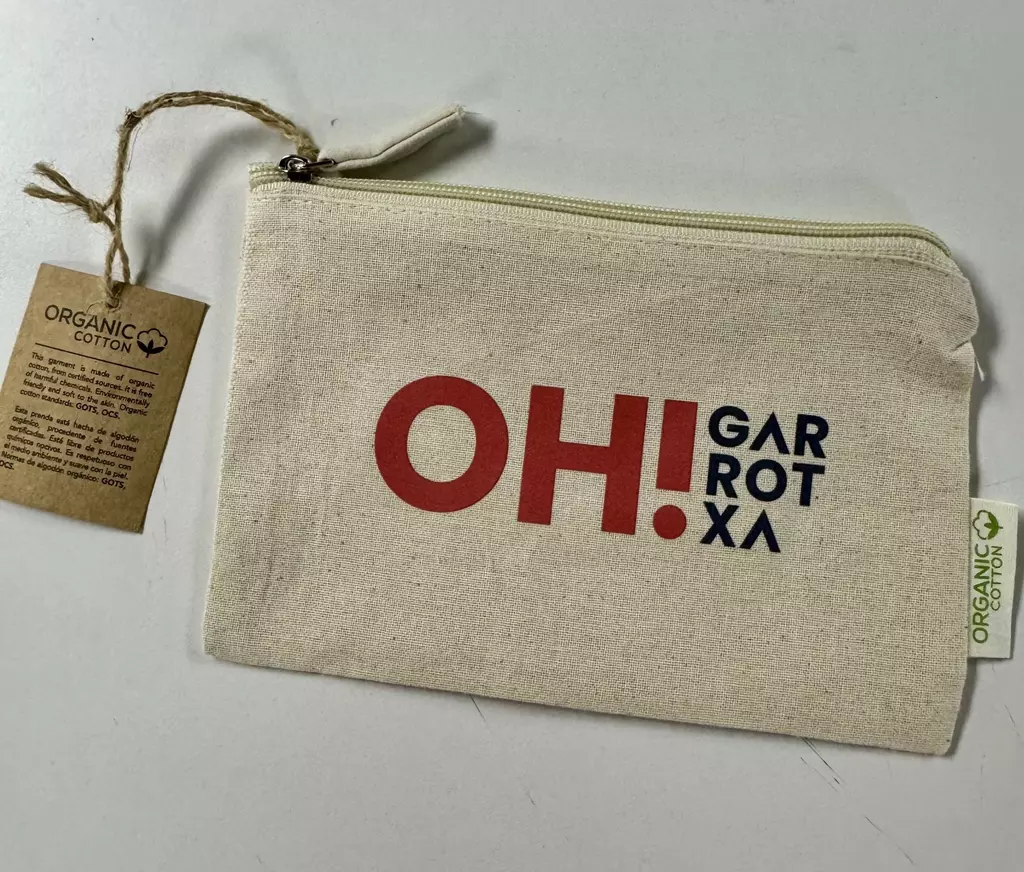 ORGANIC
COTTON
This garment is made of organic
cotton, from certified sources. It is free
of harmful chemicals. Environmentally
friendly and soft to the skin. Organic
cotton standards: GOTS, OCS.
Esta prenda está hecha de algodón
orgánico, procedente de fuentes
certificadas. Esté libre de productos
químicos nocivos. Es respetuoso con
el medio ambiente y suave con la piel.
Normas de algodón orgánico: GOTS,
OCS.
OH!
GAR
ROT
XA
ORGANIC
COTTON